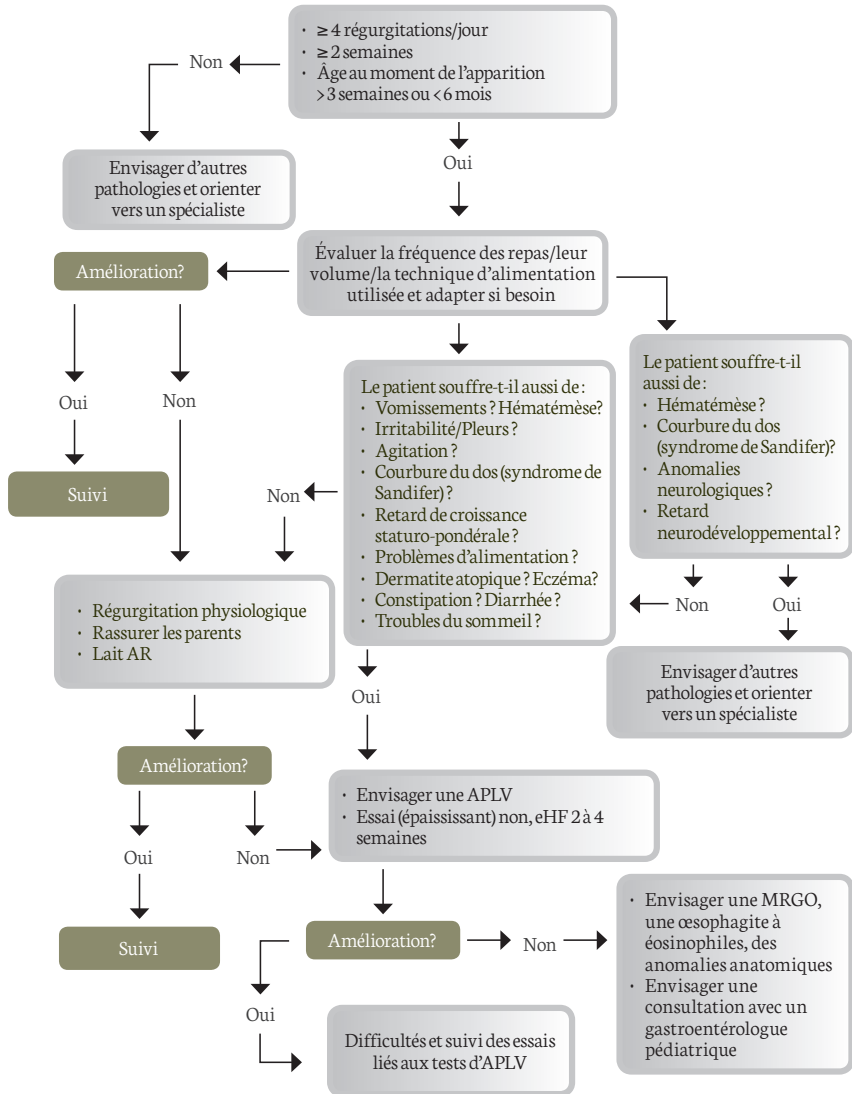 · ≥ 4 régurgitations/jour
· ≥ 2 semaines
· Âge au moment de l'apparition
> 3 semaines ou < 6 mois
Non
Oui
Envisager d'autres
pathologies et orienter
vers un spécialiste
Évaluer la fréquence des repas/leur
volume/la technique d'alimentation
utilisée et adapter si besoin
Amélioration?
Oui
Non
Suivi
Le patient souffre-t-il aussi de :
· Vomissements ? Hématémèse?
· Irritabilité/Pleurs ?
· Agitation ?
· Courbure du dos (syndrome de
Sandifer) ?
· Retard de croissance
staturo-pondérale ?
· Problèmes d'alimentation ?
· Dermatite atopique ? Eczéma?
· Constipation ? Diarrhée ?
· Troubles du sommeil ?
Non
Oui
Le patient souffre-t-il
aussi de :
· Hématémèse ?
· Courbure du dos
(syndrome de Sandifer)?
· Anomalies
neurologiques ?
· Retard
neurodéveloppemental ?
Non
Oui
Envisager d'autres
pathologies et orienter
vers un spécialiste
· Régurgitation physiologique
· Rassurer les parents
· Lait AR
Amélioration?
Oui
Non
Suivi
· Envisager une APLV
· Essai (épaississant) non, eHF 2 à 4
semaines
Amélioration?
Non
Oui
· Envisager une MRGO,
une œsophagite à
éosinophiles, des
anomalies anatomiques
· Envisager une
consultation avec un
gastroentérologue
pédiatrique
Difficultés et suivi des essais
liés aux tests d'APLV